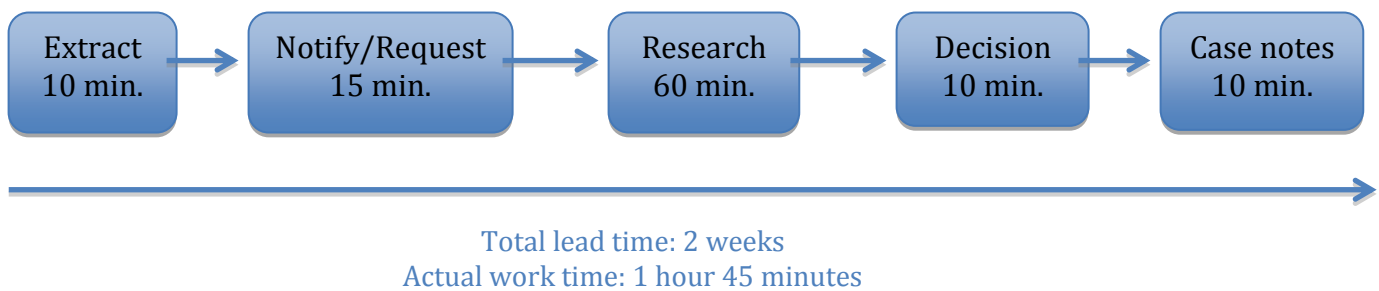 Extract
10 min.
Notify/Request
15 min.
Research
60 min.
Decision
10 min.
Case notes
10 min.
Total lead time: 2 weeks
Actual work time: 1 hour 45 minutes